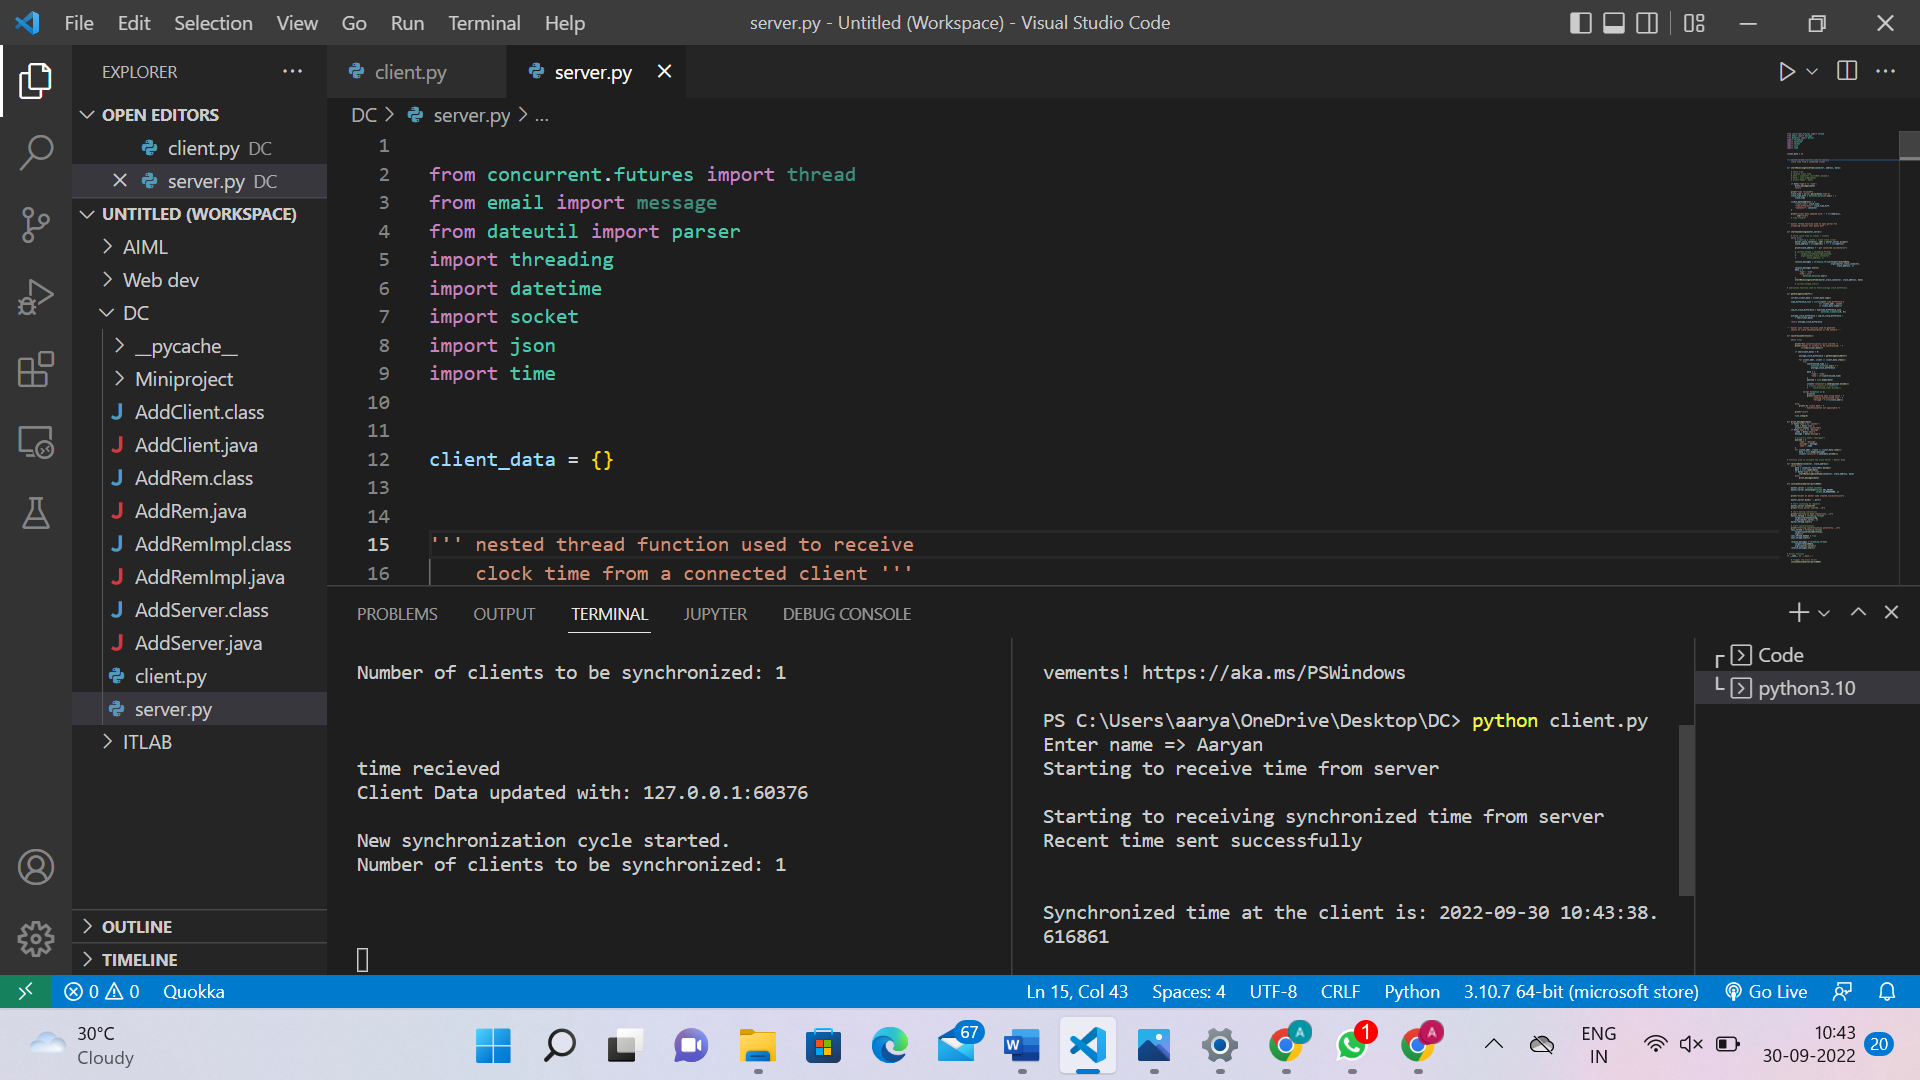 File Edit Selection View Go Run Terminal Help
server.py - Untitled (Workspace) - Visual Studio Code
EXPLORER
OPEN EDITORS
client.py DC
server.py DC
UNTITLED (WORKSPACE)
AIML
Web dev
DC
__pycache__
Miniproject
J AddClient.class
J AddClient.java
J AddRem.class
J AddRem.java
J AddRemImpl.class
J AddRemImpl.java
J AddServer.class
J AddServer.java
client.py
server.py
ITLAB
OUTLINE
TIMELINE
client.py
server.py
DC > server.py > ...
1
2 from concurrent.futures import thread
3 from email import message
4 from dateutil import parser
5 import threading
6 import datetime
7 import socket
8 import json
9 import time
10
11
12 client_data = {}
13
14
15 ''' nested thread function used to receive
16 clock time from a connected client '''
PROBLEMS OUTPUT TERMINAL JUPYTER DEBUG CONSOLE
Number of clients to be synchronized: 1
time recieved
Client Data updated with: 127.0.0.1:60376
New synchronization cycle started.
Number of clients to be synchronized: 1
vements! https://aka.ms/PSWindows
PS C:\Users\aarya\OneDrive\Desktop\DC> python client.py
Enter name => Aaryan
Starting to receive time from server
Starting to receiving synchronized time from server
Recent time sent successfully
Synchronized time at the client is: 2022-09-30 10:43:38.
616861
Code
python3.10
0 0 Quokka
Ln 15, Col 43 Spaces: 4 UTF-8 CRLF Python 3.10.7 64-bit (microsoft store) Go Live
30°C
Cloudy
67
W
A
1
A
ENG
IN
10:43
30-09-2022
20